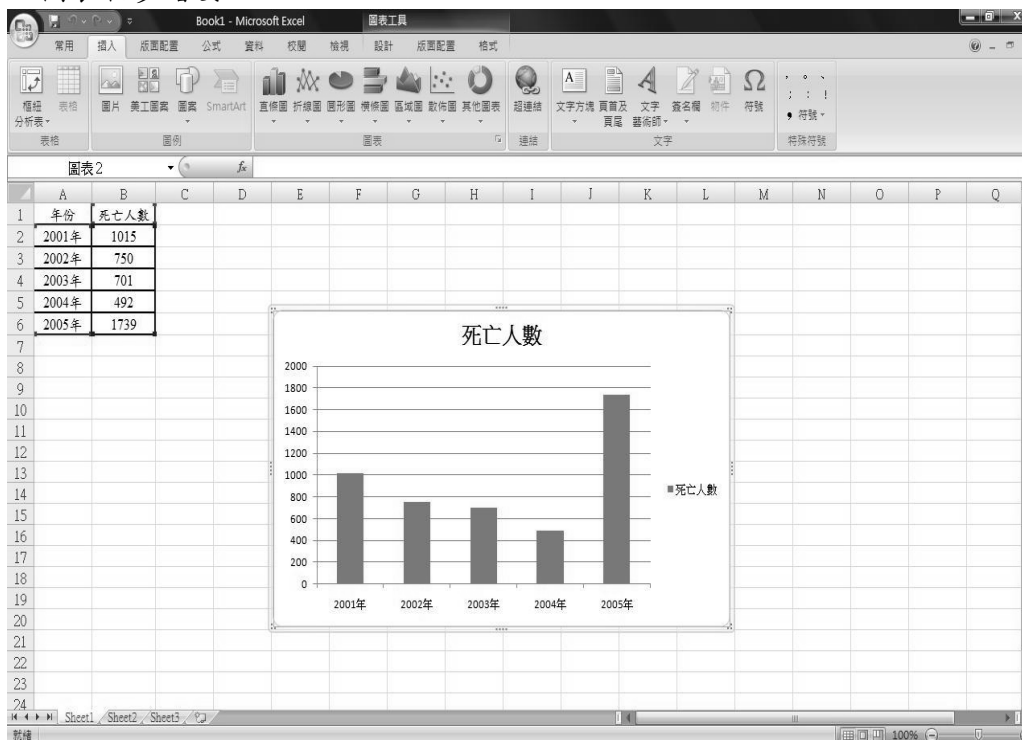 Book1 - Microsoft Excel
圖表工具
常用 插入 版面配置 公式 資料 校閱 檢視 設計 版面配置 格式
樞紐分析表 表格 圖片 美工圖案 圖案 SmartArt 直條圖 折線圖 圓形圖 橫條圖 區域圖 散佈圖 其他圖表 超連結 文字方塊 頁首及頁尾 文字藝術師 簽名欄 物件 符號 符號
表格 圖例 圖表 連結 文字 特殊符號
圖表 2 fx
A B C D E F G H I J K L M N O P Q
1 年份 死亡人數
2 2001年 1015
3 2002年 750
4 2003年 701
5 2004年 492
6 2005年 1739
7
8
9
10
11
12
13
14
15
16
17
18
19
20
21
22
23
24
死亡人數
2000
1800
1600
1400
1200
1000
800
600
400
200
0
2001年 2002年 2003年 2004年 2005年
死亡人數
Sheet1 Sheet2 Sheet3
就緒 100%